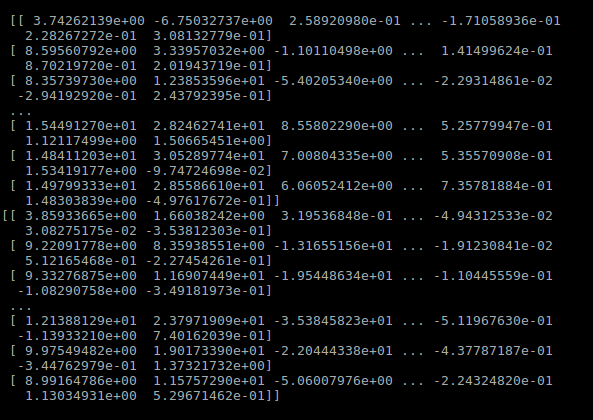 [[ 3.74262139e+00 -6.75032737e+00  2.58920980e-01 ... -1.71058936e-01
   2.28267272e-01  3.08132779e-01]
 [ 8.59560792e+00  3.33957032e+00 -1.10110498e+00 ...  1.41499624e-01
   8.70219720e-01  2.01943719e-01]
 [ 8.35739730e+00  1.23853596e+01 -5.40205340e+00 ... -2.29314861e-02
  -2.94192920e-01  2.43792395e-01]
 ...
 [ 1.54491270e+01  2.82462741e+01  8.55802290e+00 ...  5.25779947e-01
   1.12117499e+00  1.50665451e+00]
 [ 1.48411203e+01  3.05289774e+01  7.00804335e+00 ...  5.35570908e-01
   1.53419177e+00 -9.74724698e-02]
 [ 1.49799333e+01  2.85586610e+01  6.06052412e+00 ...  7.35781884e-01
   1.48303839e+00 -4.97617672e-01]]
[[ 3.85933665e+00  1.66038242e+00  3.19536848e-01 ... -4.94312533e-02
   3.08275175e-02 -3.53812303e-01]
 [ 9.22091778e+00  8.35938551e+00 -1.31655156e+01 ... -1.91230841e-02
   5.12165468e-01 -2.27454261e-01]
 [ 9.33276875e+00  1.16907449e+01 -1.95448634e+01 ... -1.10445559e-01
  -1.08290758e+00 -3.49181973e-01]
 ...
 [ 1.21388129e+01  2.37971909e+01 -3.53845823e+01 ... -5.11967630e-01
  -1.13933210e+00  7.40162039e-01]
 [ 9.97549482e+00  1.90173390e+01 -2.20444338e+01 ... -4.37787187e-01
  -3.44762979e-01  1.37321732e+00]
 [ 8.99164786e+00  1.15757290e+01 -5.06007976e+00 ... -2.24324820e-01
   1.13034931e+00  5.29671462e-01]]